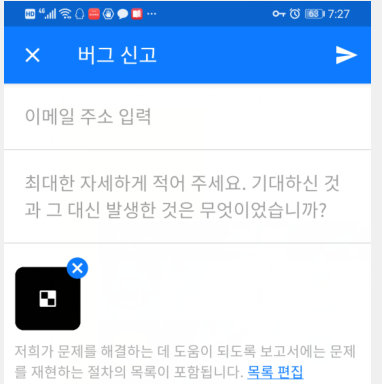 HD 4G 63 7:27
버그 신고
이메일 주소 입력
최대한 자세하게 적어 주세요. 기대하신 것
과 그 대신 발생한 것은 무엇이었습니까?
저희가 문제를 해결하는 데 도움이 되도록 보고서에는 문제
를 재현하는 절차의 목록이 포함됩니다. 목록 편집